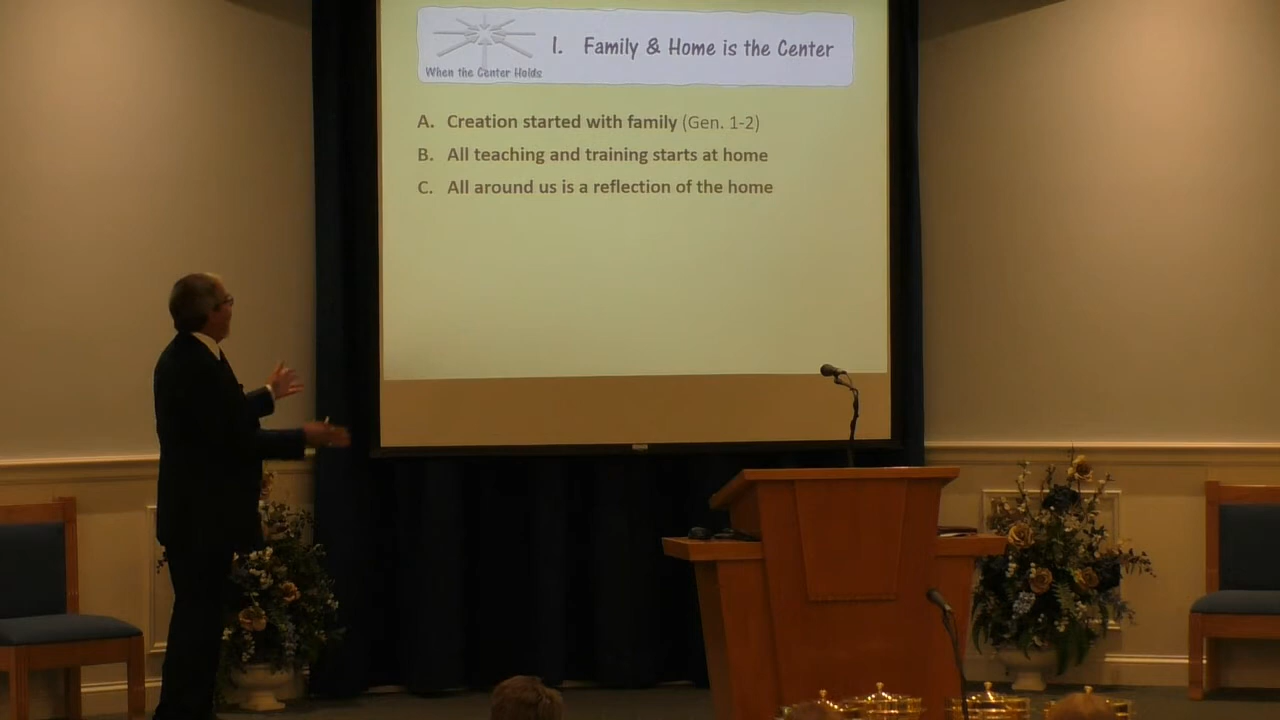 I. Family & Home is the Center
When the Center Holds
A. Creation started with family (Gen. 1-2)
B. All teaching and training starts at home
C. All around us is a reflection of the home